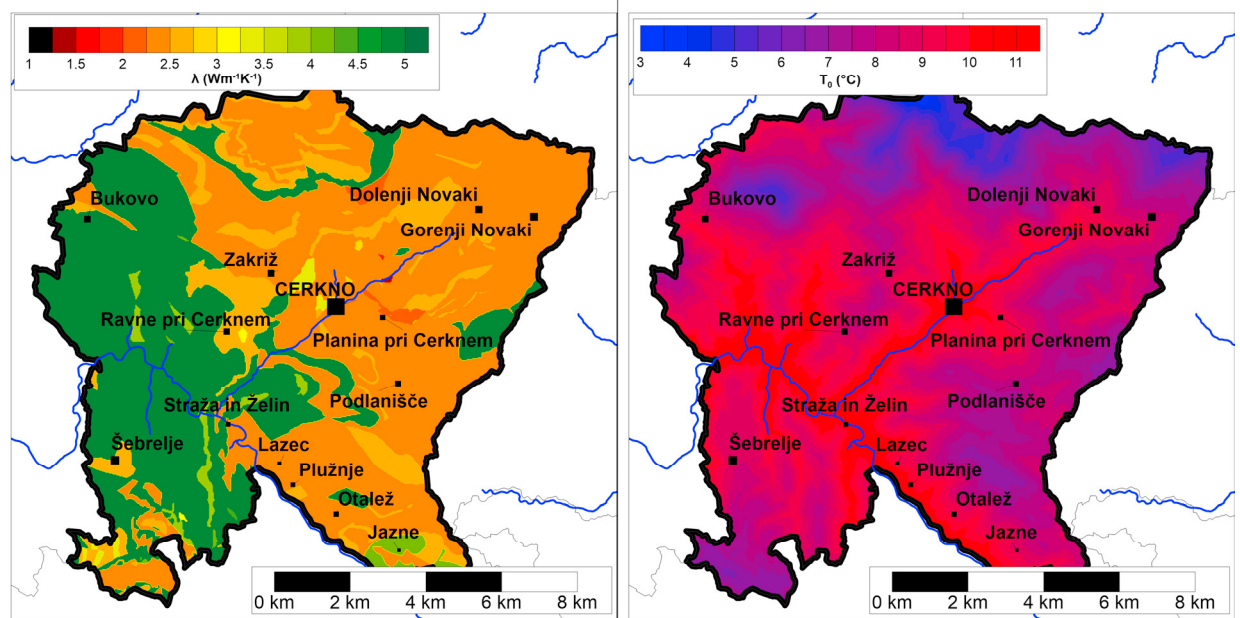 1 1.5 2 2.5 3 3.5 4 4.5 5
λ (Wm⁻¹K⁻¹)
Bukovo
Dolenji Novaki
Gorenji Novaki
Zakriž
CERKNO
Ravne pri Cerknem
Planina pri Cerknem
Podlanišče
Straža in Želin
Lazec
Šebrelje
Plužnje
Otalež
Jazne
0 km 2 km 4 km 6 km 8 km
3 4 5 6 7 8 9 10 11
T₀ (°C)
Bukovo
Dolenji Novaki
Gorenji Novaki
Zakriž
CERKNO
Ravne pri Cerknem
Planina pri Cerknem
Podlanišče
Straža in Želin
Lazec
Šebrelje
Plužnje
Otalež
Jazne
0 km 2 km 4 km 6 km 8 km